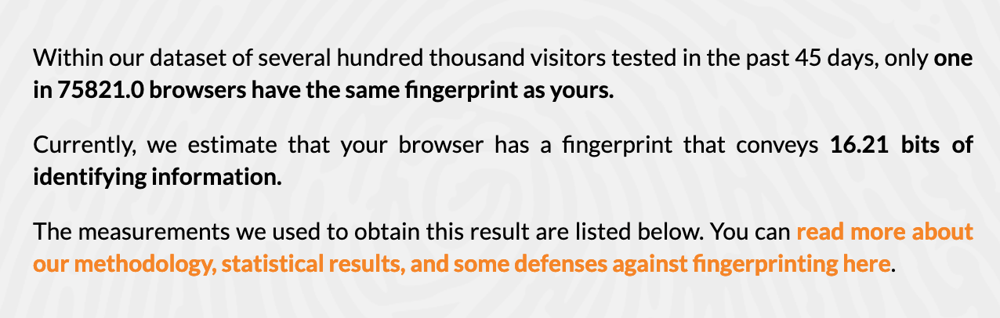 Within our dataset of several hundred thousand visitors tested in the past 45 days, only one
in 75821.0 browsers have the same fingerprint as yours.
Currently, we estimate that your browser has a fingerprint that conveys 16.21 bits of
identifying information.
The measurements we used to obtain this result are listed below. You can read more about
our methodology, statistical results, and some defenses against fingerprinting here.